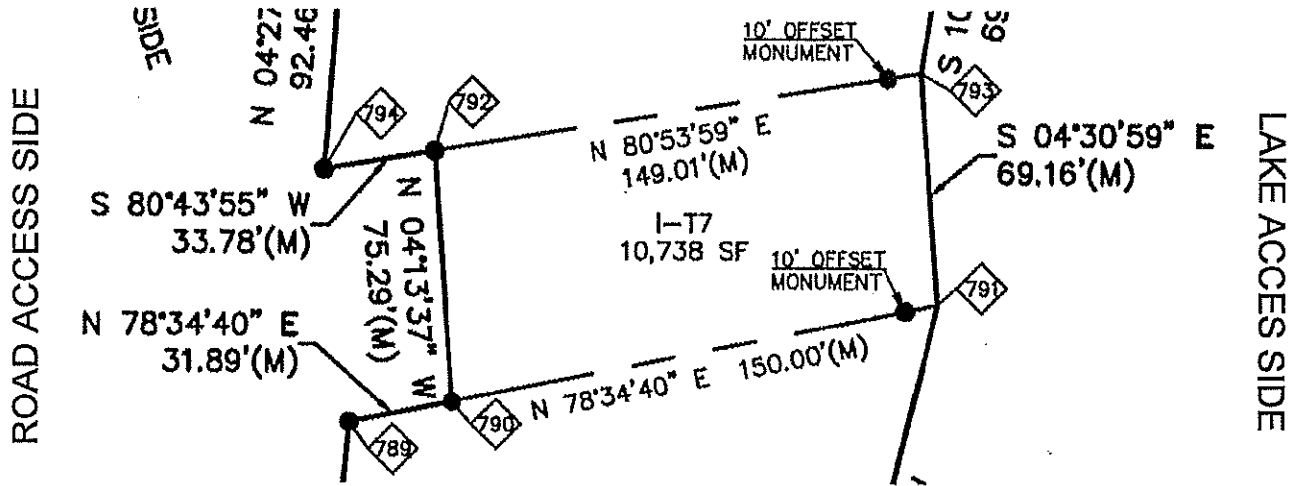 ROAD ACCESS SIDE
SIDE
N 04°27
92.46
794
792
10' OFFSET
MONUMENT
S 10
69
793
S 04°30'59" E
69.16'(M)
LAKE ACCES SIDE
N 80°53'59" E
149.01'(M)
S 80°43'55" W
33.78'(M)
N 04°13'37" W
75.29'(M)
I-T7
10,738 SF
10' OFFSET
MONUMENT
791
N 78°34'40" E
31.89'(M)
N 78°34'40" E 150.00'(M)
790
789